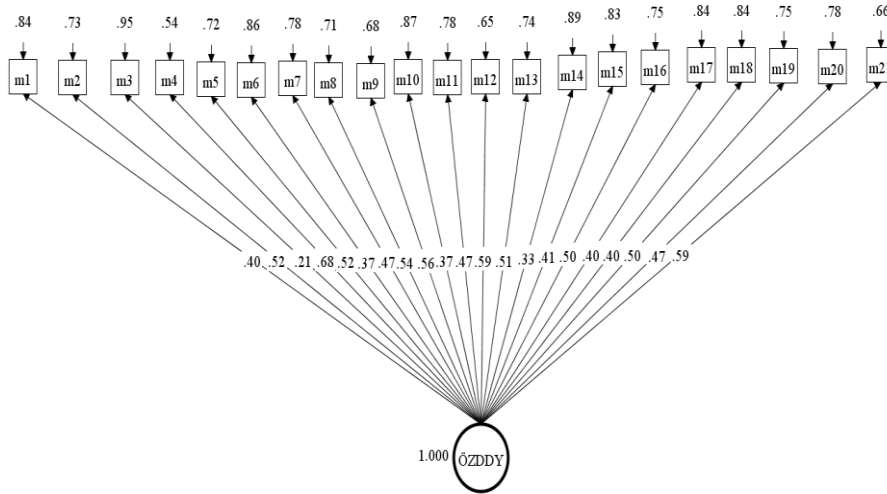 .84 .73 .95 .54 .72 .86 .78 .71 .68 .87 .78 .65 .74 .89 .83 .75 .84 .84 .75 .78 .66
m1 m2 m3 m4 m5 m6 m7 m8 m9 m10 m11 m12 m13 m14 m15 m16 m17 m18 m19 m20 m21
.40 .52 .21 .68 .52 .37 .47 .54 .56 .37 .47 .59 .51 .33 .41 .50 .40 .40 .50 .47 .59
1.000 ÖZDDY